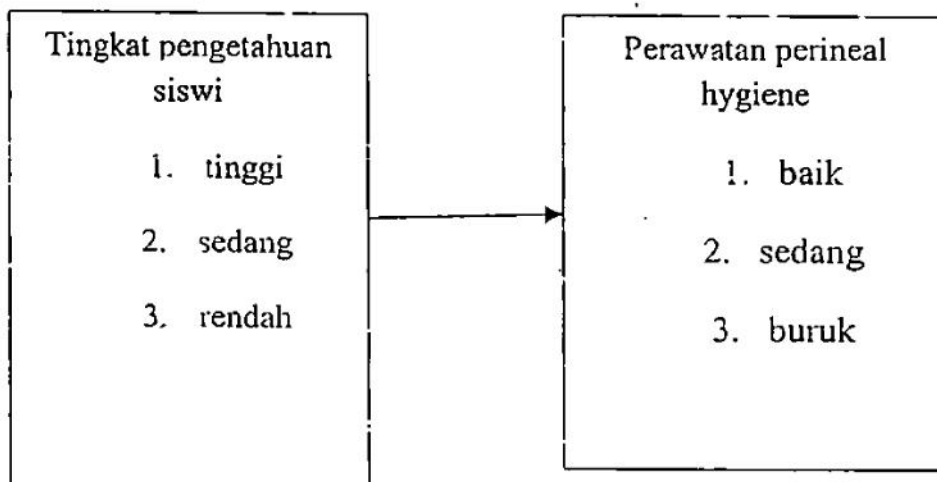 Tingkat pengetahuan
siswi
1. tinggi
2. sedang
3. rendah
Perawatan perineal
hygiene
1. baik
2. sedang
3. buruk